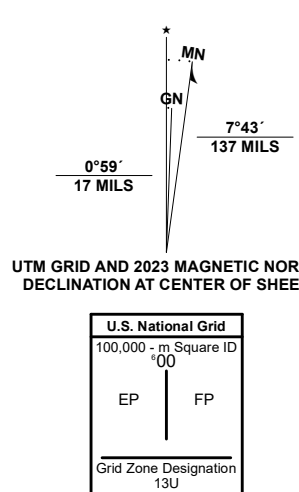 ★
MN
GN
7°43´
137 MILS
0°59´
17 MILS
UTM GRID AND 2023 MAGNETIC NOR
DECLINATION AT CENTER OF SHEE
U.S. National Grid
100,000 - m Square ID
⁶00
EP FP
Grid Zone Designation
13U